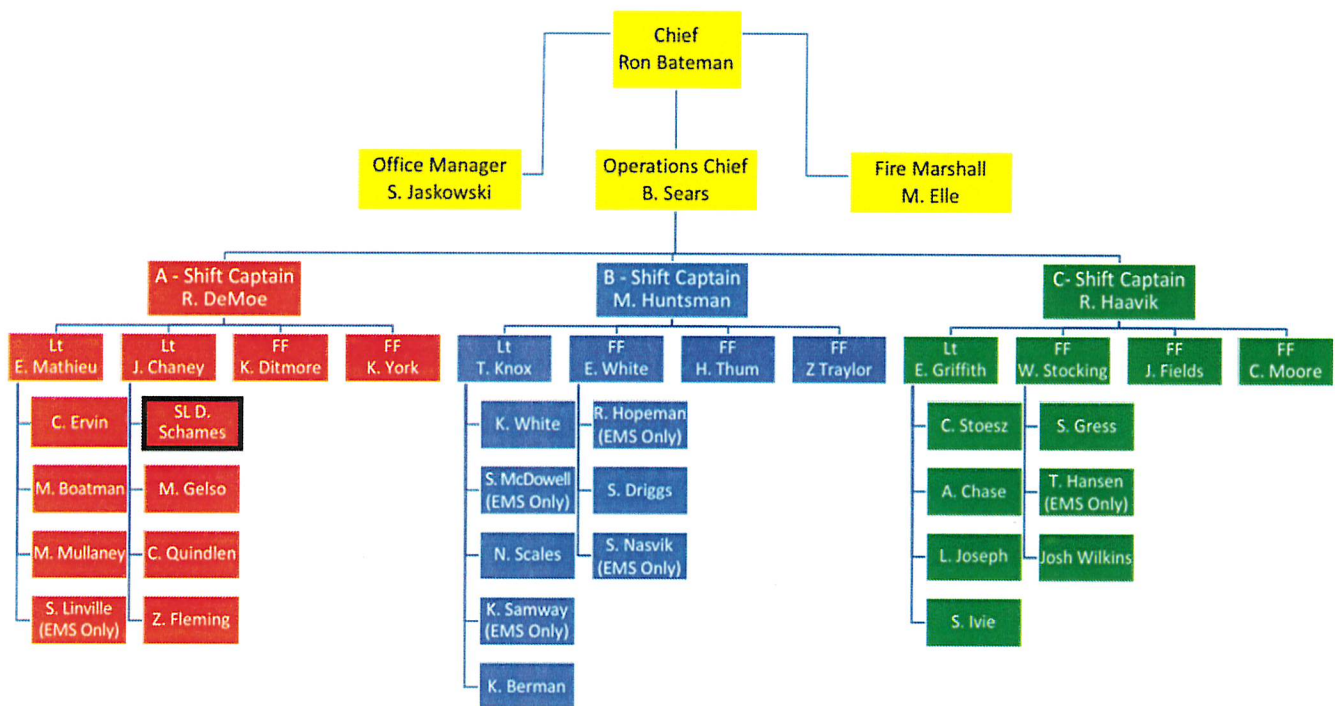 Chief
Ron Bateman
Office Manager
S. Jaskowski
Operations Chief
B. Sears
Fire Marshall
M. Elle
A - Shift Captain
R. DeMoe
B - Shift Captain
M. Huntsman
C- Shift Captain
R. Haavik
Lt
E. Mathieu
Lt
J. Chaney
FF
K. Ditmore
FF
K. York
Lt
T. Knox
FF
E. White
FF
H. Thum
FF
Z Traylor
Lt
E. Griffith
FF
W. Stocking
FF
J. Fields
FF
C. Moore
C. Ervin
M. Boatman
M. Mullaney
S. Linville
(EMS Only)
SL D.
Schames
M. Gelso
C. Quindlen
Z. Fleming
K. White
S. McDowell
(EMS Only)
N. Scales
K. Samway
(EMS Only)
K. Berman
R. Hopeman
(EMS Only)
S. Driggs
S. Nasvik
(EMS Only)
C. Stoesz
A. Chase
L. Joseph
S. Ivie
S. Gress
T. Hansen
(EMS Only)
Josh Wilkins